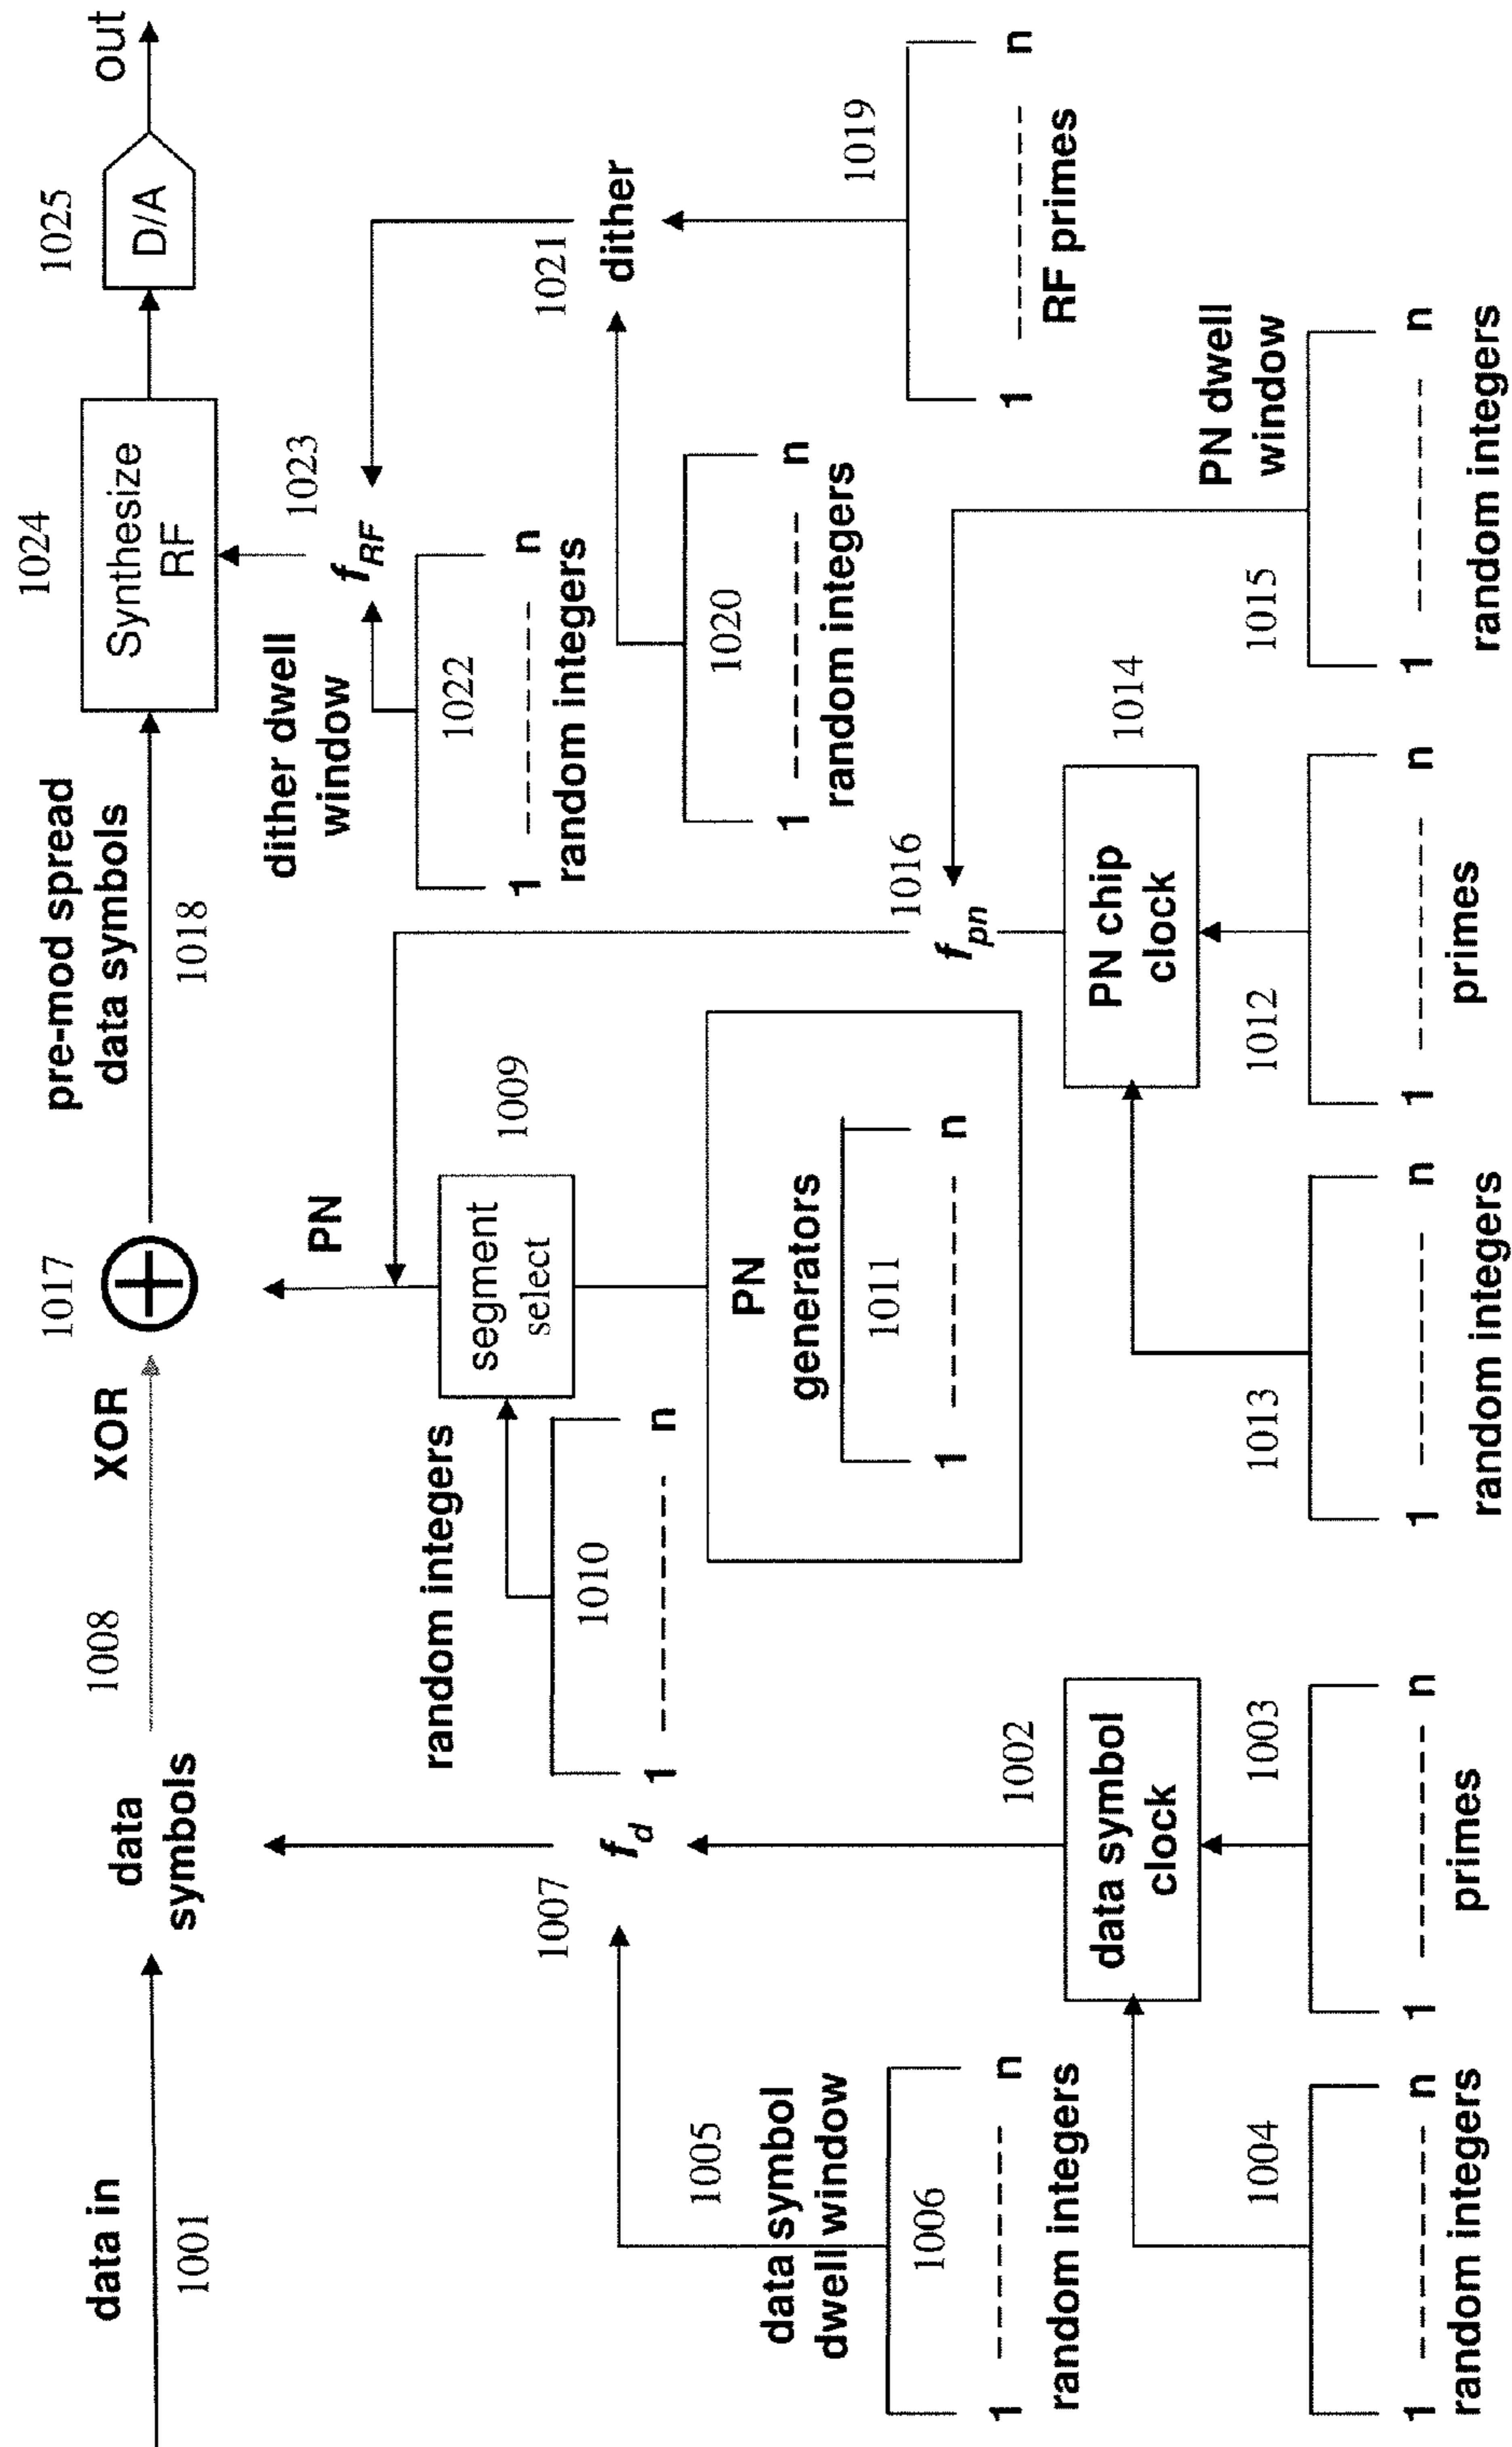 data in
1001
data
symbols
1008
XOR
1017
pre-mod spread
data symbols
1018
1024
Synthesize
RF
1025
D/A
out
PN
dither dwell
window
1023
f_RF
1022
1 n
random integers
1021
dither
1020
1 n
random integers
1019
1 n
RF primes
random integers
1010
1 n
1009
segment
select
PN
generators
1011
1 n
1007
f_d
1005
data symbol
dwell window
1006
1 n
random integers
1002
data symbol
clock
1004
1 n
random integers
1003
1 n
primes
1016
f_pn
1014
PN chip
clock
1013
1 n
random integers
1012
1 n
primes
PN dwell
window
1015
1 n
random integers